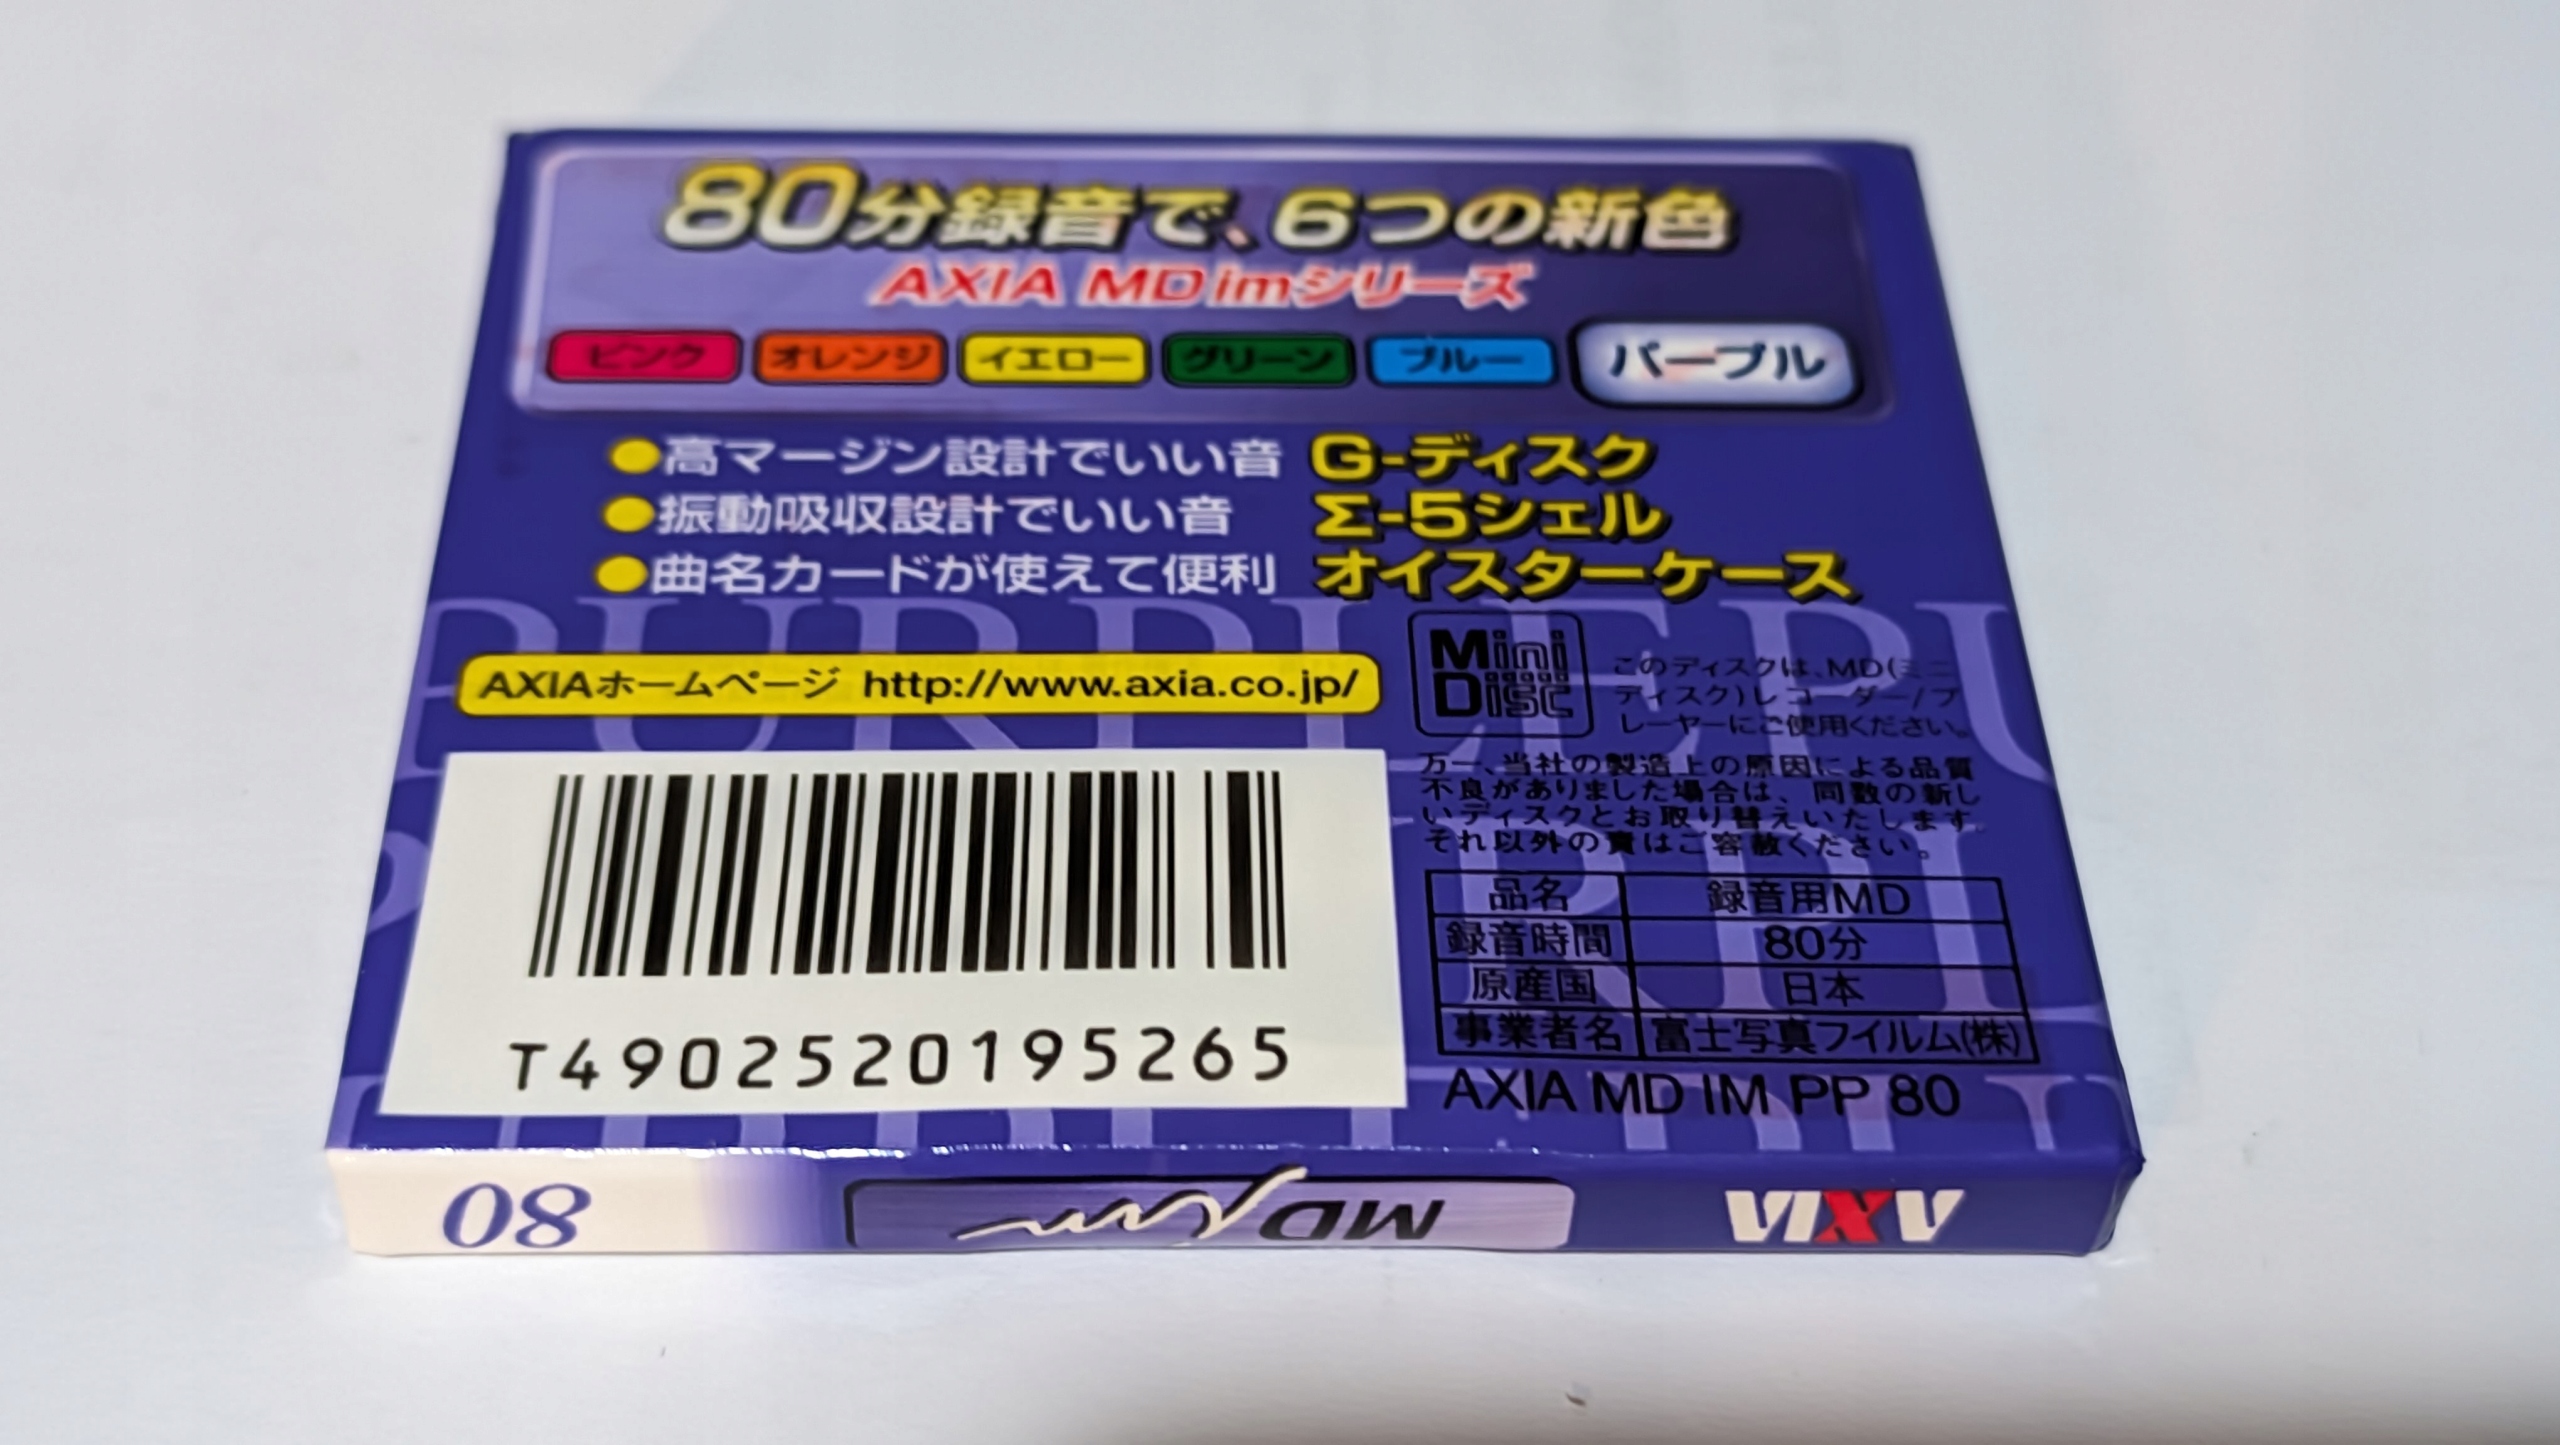 80分録音で、6つの新色
AXIA MD imシリーズ
ピンク オレンジ イエロー グリーン ブルー パープル
●高マージン設計でいい音 G-ディスク
●振動吸収設計でいい音 Σ-5シェル
●曲名カードが使えて便利 オイスターケース
PURPLEPU
AXIAホームページ http://www.axia.co.jp/
Mini
Disc
このディスクは、MD(ミニ
ディスク)レコーダー/プ
レーヤーにご使用ください。
万一、当社の製造上の原因による品質
不良がありました場合は、同数の新し
いディスクとお取り替えいたします。
それ以外の責はご容赦ください。
品名 録音用MD
録音時間 80分
原産国 日本
事業者名 富士写真フイルム(株)
AXIA MD IM PP 80
T4902520195265
AXIA
MD im
80